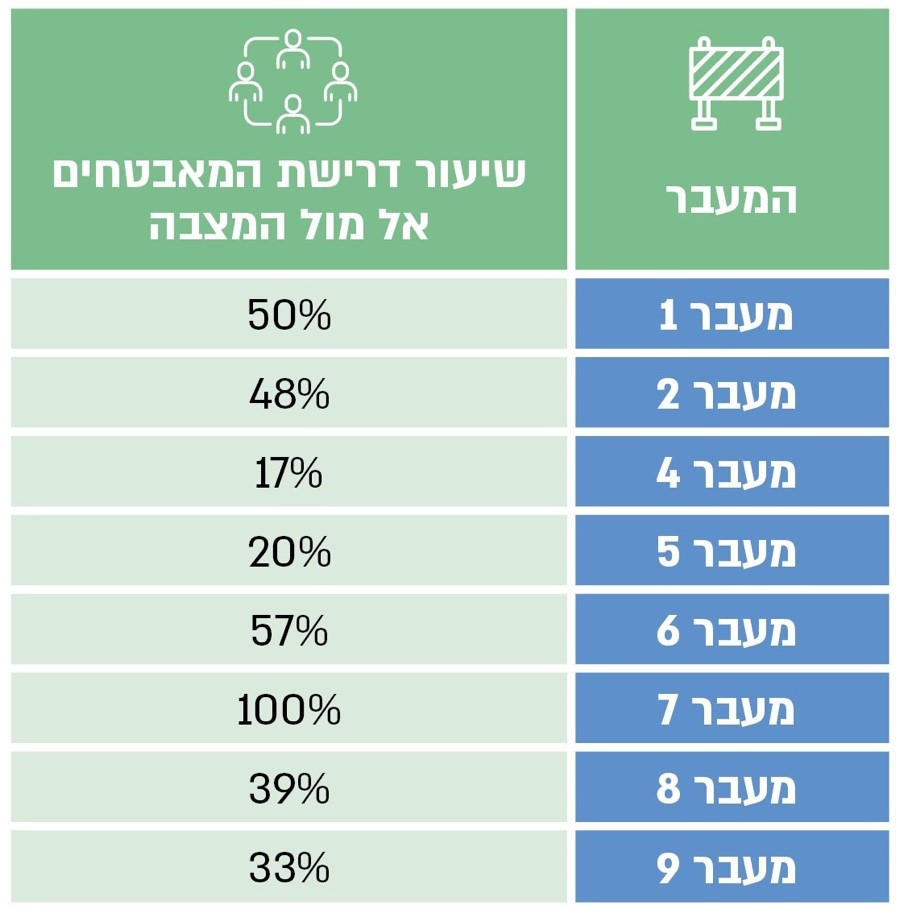 המעבר
שיעור דרישת המאבטחים
אל מול המצבה
מעבר 1
50%
מעבר 2
48%
מעבר 4
17%
מעבר 5
20%
מעבר 6
57%
מעבר 7
100%
מעבר 8
39%
מעבר 9
33%